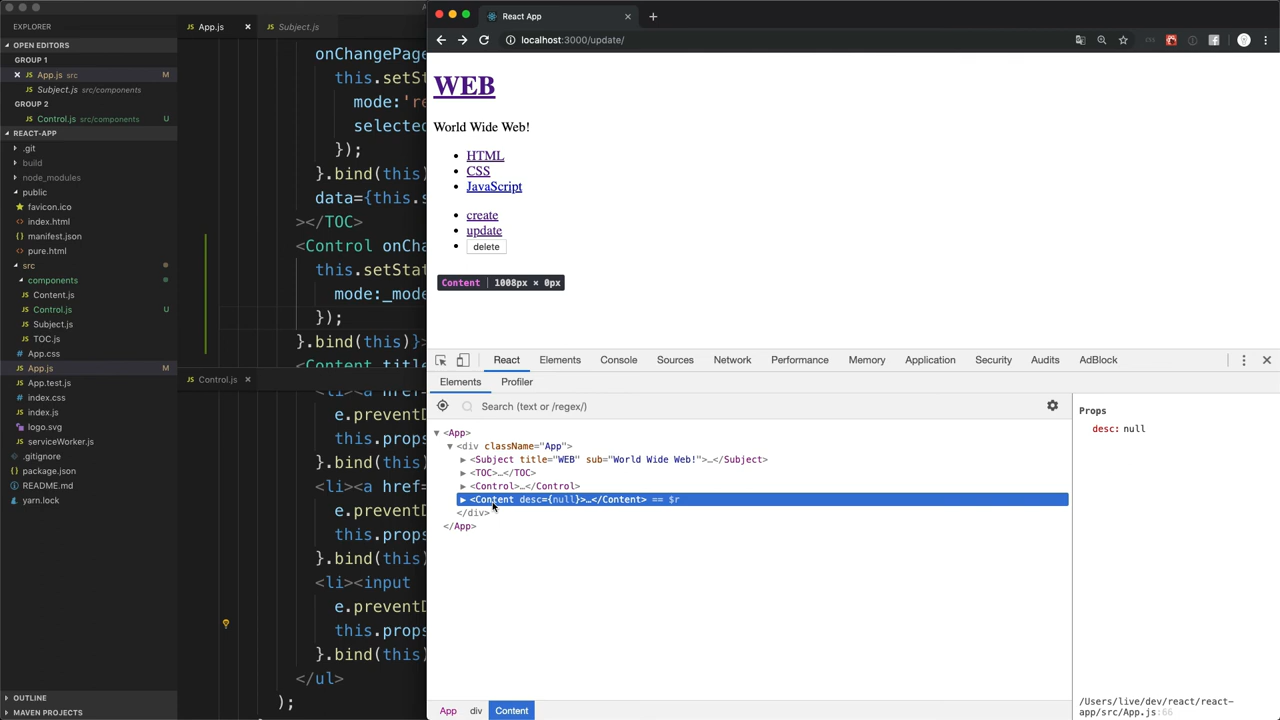 EXPLORER
OPEN EDITORS
GROUP 1
App.js src M
Subject.js src/components
GROUP 2
Control.js src/components U
REACT-APP
.git
build
node_modules
public
favicon.ico
index.html
manifest.json
pure.html
src
components
Content.js
Control.js U
Subject.js
TOC.js
App.css
App.js M
App.test.js
index.css
index.js
logo.svg
serviceWorker.js
.gitignore
package.json
README.md
yarn.lock
OUTLINE
MAVEN PROJECTS
App.js
Subject.js
onChangePage
this.setSt
mode:'re
selected
});
}.bind(this)
data={this.s
></TOC>
<Control onCha
this.setStat
mode:_mode
});
}.bind(this)}>
<Content title
Control.js
<li><a href=
e.preventD
this.props
}.bind(this)
<li><a href=
e.preventD
this.props
}.bind(this)
<li><input
e.preventD
this.props
}.bind(this)
</ul>
);
React App
localhost:3000/update/
WEB
World Wide Web!
HTML
CSS
JavaScript
create
update
delete
Content | 1008px × 0px
React Elements Console Sources Network Performance Memory Application Security Audits AdBlock
Elements Profiler
Search (text or /regex/)
<App>
<div className="App">
<Subject title="WEB" sub="World Wide Web!">…</Subject>
<TOC>…</TOC>
<Control>…</Control>
<Content desc={null}>…</Content> == $r
</div>
</App>
Props
desc: null
/Users/live/dev/react/react-
app/src/App.js:66
App div Content